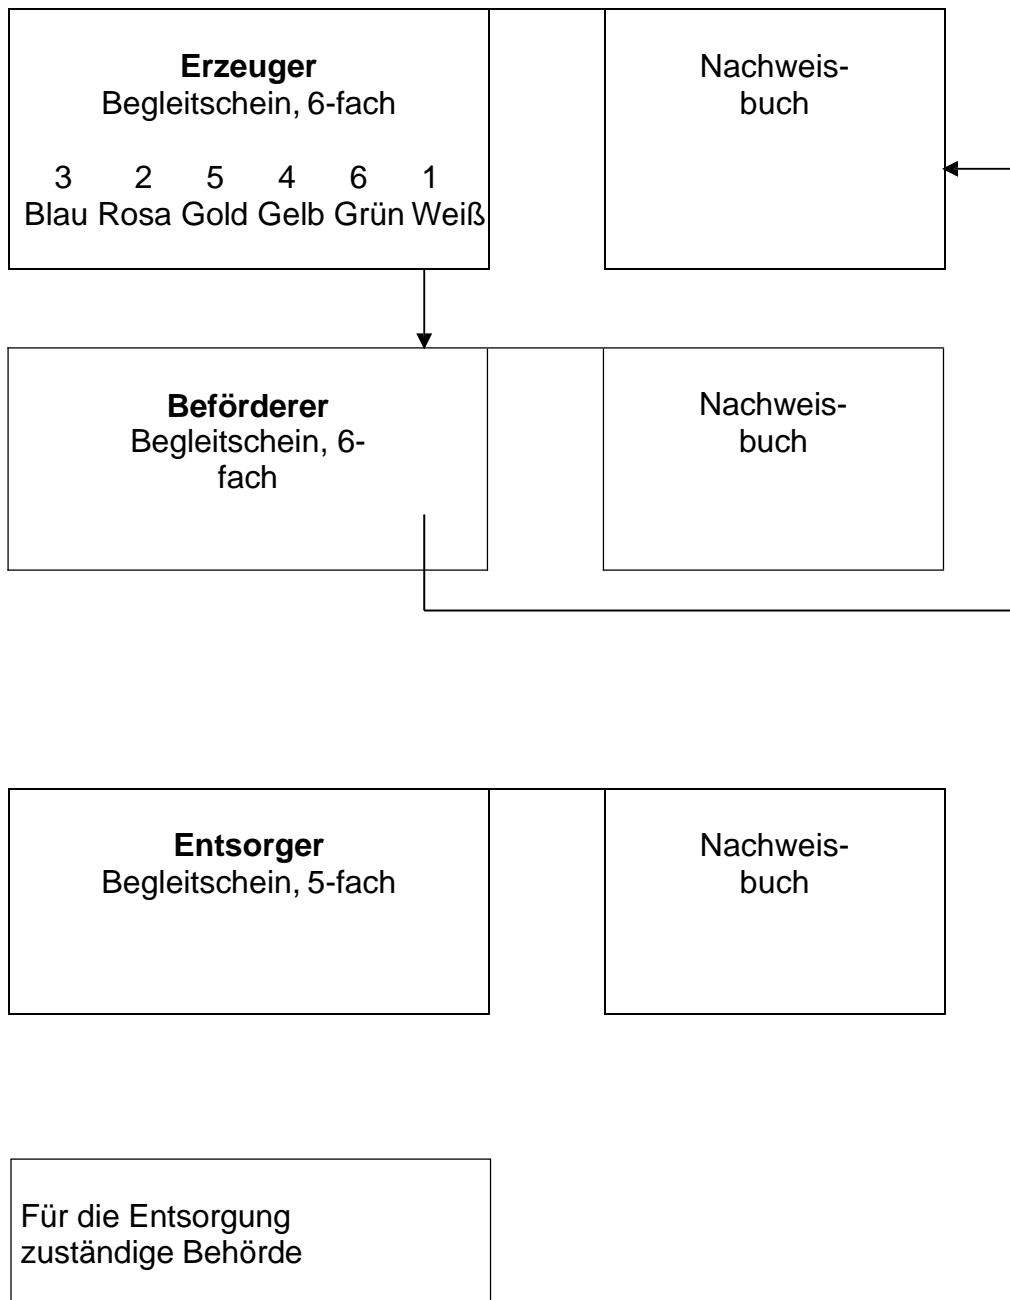 Erzeuger
Begleitschein, 6-fach
3 2 5 4 6 1
Blau Rosa Gold Gelb Grün Weiß
Nachweis-
buch
Beförderer
Begleitschein, 6-
fach
Nachweis-
buch
Entsorger
Begleitschein, 5-fach
Nachweis-
buch
Für die Entsorgung
zuständige Behörde